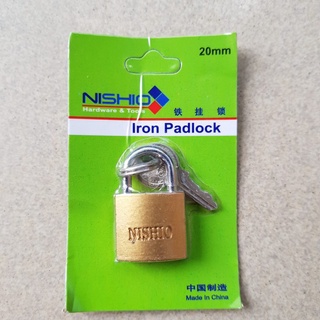 20mm
NISHIO
Hardware & Tools
铁挂锁
Iron Padlock
NISHIO
中国制造
Made In China